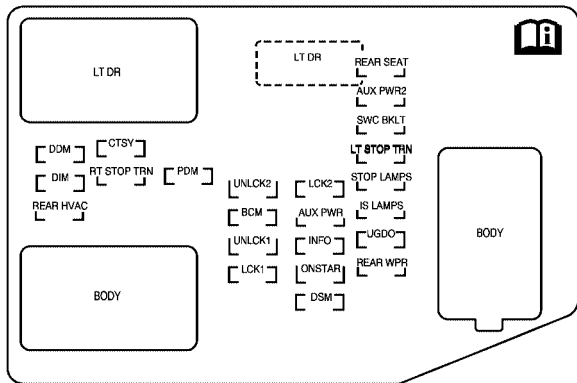 LT DR
LT DR
REAR SEAT
AUX PWR2
SWC BKLT
LT STOP TRN
STOP LAMPS
IS LAMPS
UGDO
REAR WPR
DDM
CTSY
DIM
RT STOP TRN
PDM
REAR HVAC
UNLCK2
LCK2
BCM
AUX PWR
UNLCK1
INFO
LCK1
ONSTAR
DSM
BODY
BODY